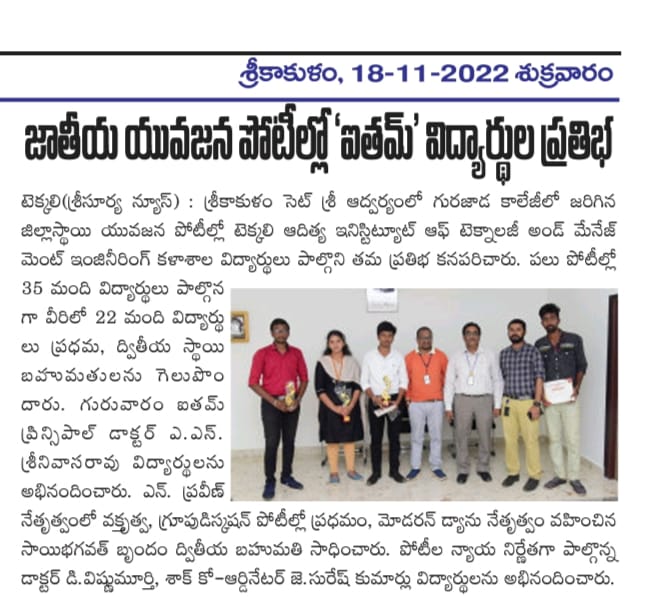 శ్రీకాకుళం, 18-11-2022 శుక్రవారం
జాతీయ యువజన పోటీల్లో 'ఐతమ్' విద్యార్థుల ప్రతిభ
టెక్కలి(శ్రీసూర్య న్యూస్) : శ్రీకాకుళం సెట్ శ్రీ ఆధ్వర్యంలో గురజాడ కాలేజీలో జరిగిన
జిల్లాస్థాయి యువజన పోటీల్లో టెక్కలి ఆదిత్య ఇనిస్టిట్యూట్ ఆఫ్ టెక్నాలజీ అండ్ మేనేజ్
మెంట్ ఇంజినీరింగ్ కళాశాల విద్యార్థులు పాల్గొని తమ ప్రతిభ కనపరిచారు. పలు పోటీల్లో
35 మంది విద్యార్థులు పాల్గొన
గా వీరిలో 22 మంది విద్యార్థు
లు ప్రథమ, ద్వితీయ స్థాయి
బహుమతులను గెలుపొం
దారు. గురువారం ఐతమ్
ప్రిన్సిపాల్ డాక్టర్ ఎ.ఎన్.
శ్రీనివాసరావు విద్యార్థులను
అభినందించారు. ఎన్. ప్రవీణ్
నేతృత్వంలో వక్తృత్వ, గ్రూపుడిస్కషన్ పోటీల్లో ప్రథమం, మోడరన్ డ్యాను నేతృత్వం వహించిన
సాయిభగవత్ బృందం ద్వితీయ బహుమతి సాధించారు. పోటీల న్యాయ నిర్ణేతగా పాల్గొన్న
డాక్టర్ డి.విష్ణుమూర్తి, శాక్ కో-ఆర్డినేటర్ జె.సురేష్ కుమార్లు విద్యార్థులను అభినందించారు.